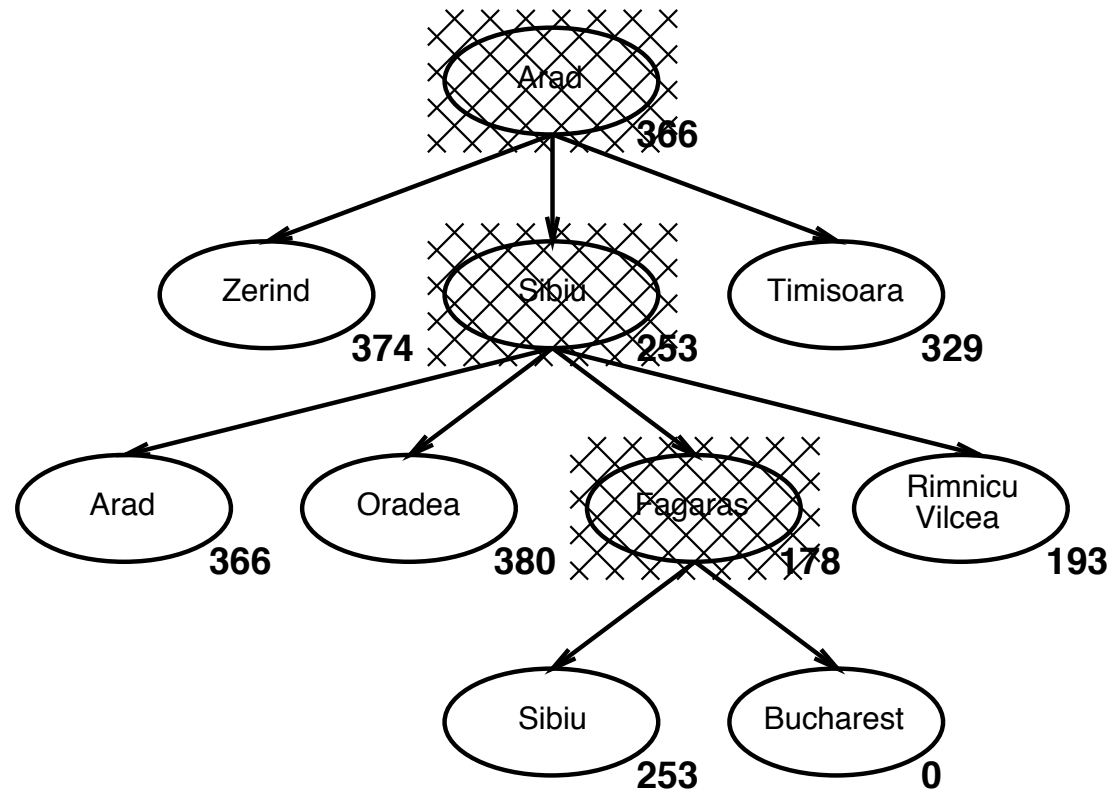 Arad
366
Zerind
374
Sibiu
253
Timisoara
329
Arad
366
Oradea
380
Fagaras
178
Rimnicu
Vilcea
193
Sibiu
253
Bucharest
0